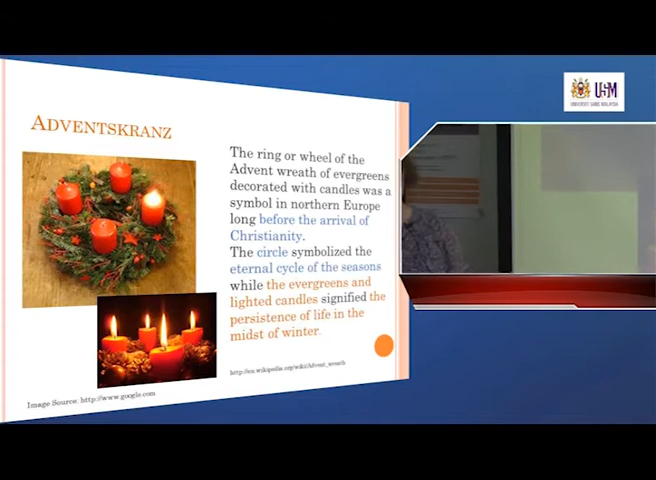 USM
UNIVERSITI SAINS MALAYSIA
ADVENTSKRANZ
The ring or wheel of the
Advent wreath of evergreens
decorated with candles was a
symbol in northern Europe
long before the arrival of
Christianity.
The circle symbolized the
eternal cycle of the seasons
while the evergreens and
lighted candles signified the
persistence of life in the
midst of winter.
http://en.wikipedia.org/wiki/Advent_wreath
Image Source: http://www.google.com